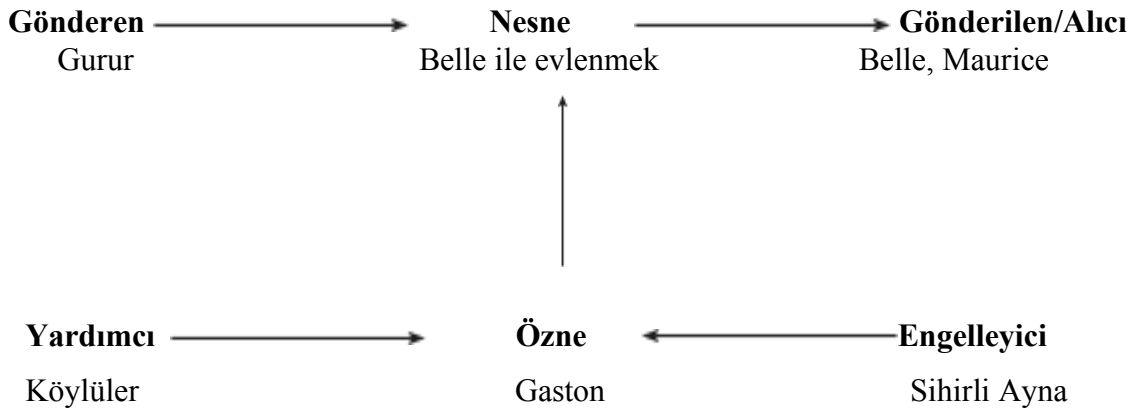 Gönderen Nesne Gönderilen/Alıcı
Gurur Belle ile evlenmek Belle, Maurice
Yardımcı Özne Engelleyici
Köylüler Gaston Sihirli Ayna